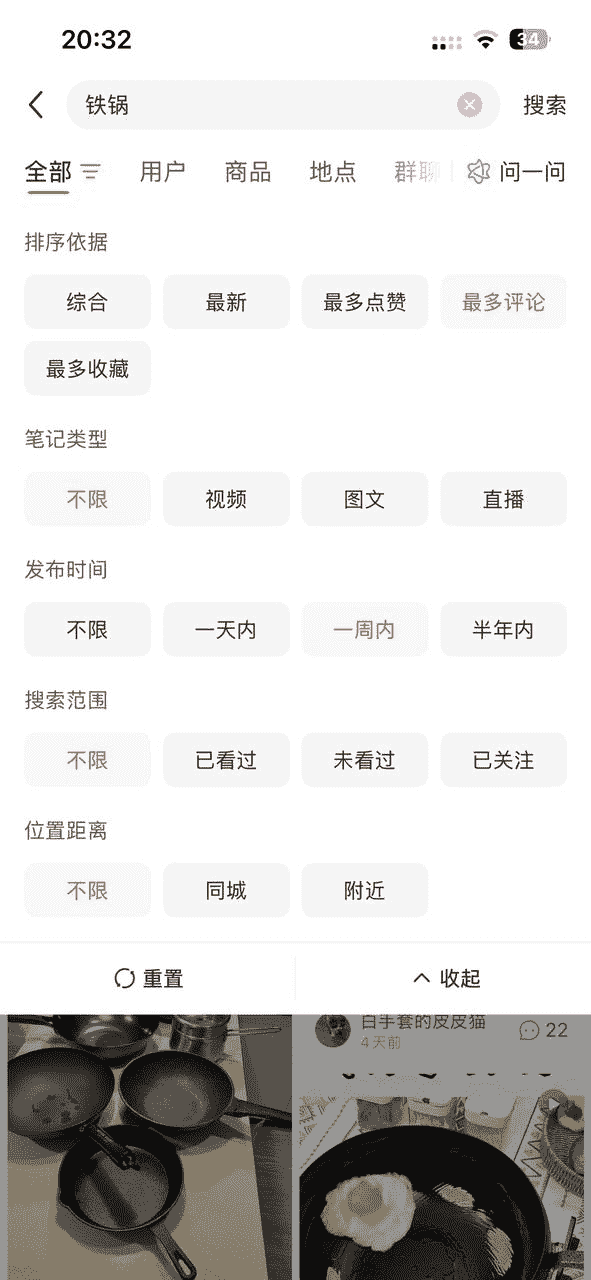 20:32
34
铁锅
搜索
全部 用户 商品 地点 群聊 问一问
排序依据
综合 最新 最多点赞 最多评论
最多收藏
笔记类型
不限 视频 图文 直播
发布时间
不限 一天内 一周内 半年内
搜索范围
不限 已看过 未看过 已关注
位置距离
不限 同城 附近
重置 收起
白手套的皮皮猫
4天前
22